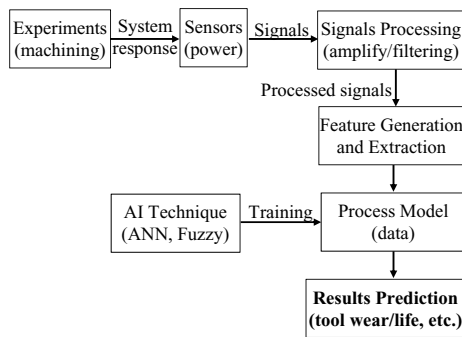 Experiments
(machining)
System
response
Sensors
(power)
Signals
Signals Processing
(amplify/filtering)
Processed signals
Feature Generation
and Extraction
AI Technique
(ANN, Fuzzy)
Training
Process Model
(data)
Results Prediction
(tool wear/life, etc.)